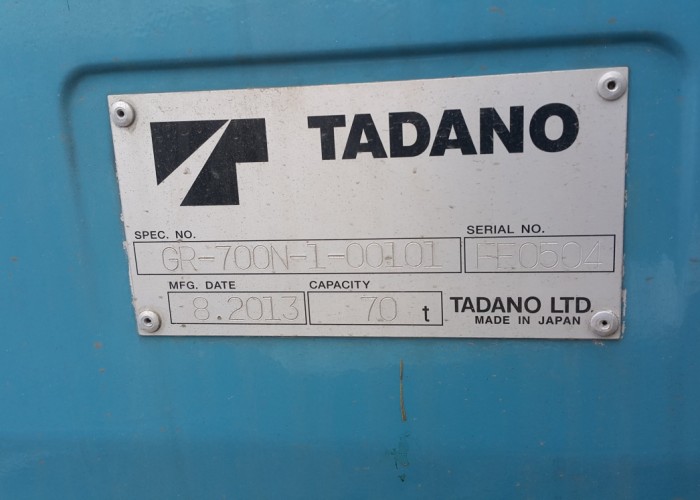 TADANO
SPEC. NO. SERIAL NO.
GR-700N-1-00101 FF0504
MFG. DATE CAPACITY
8.2013 70 t TADANO LTD.
MADE IN JAPAN